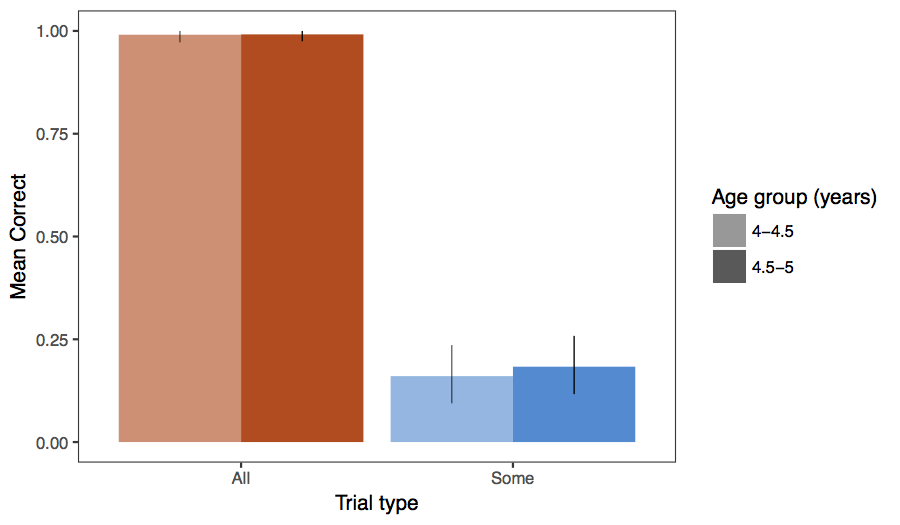 1.00
0.75
0.50
0.25
0.00
Mean Correct
All
Some
Trial type
Age group (years)
4−4.5
4.5−5